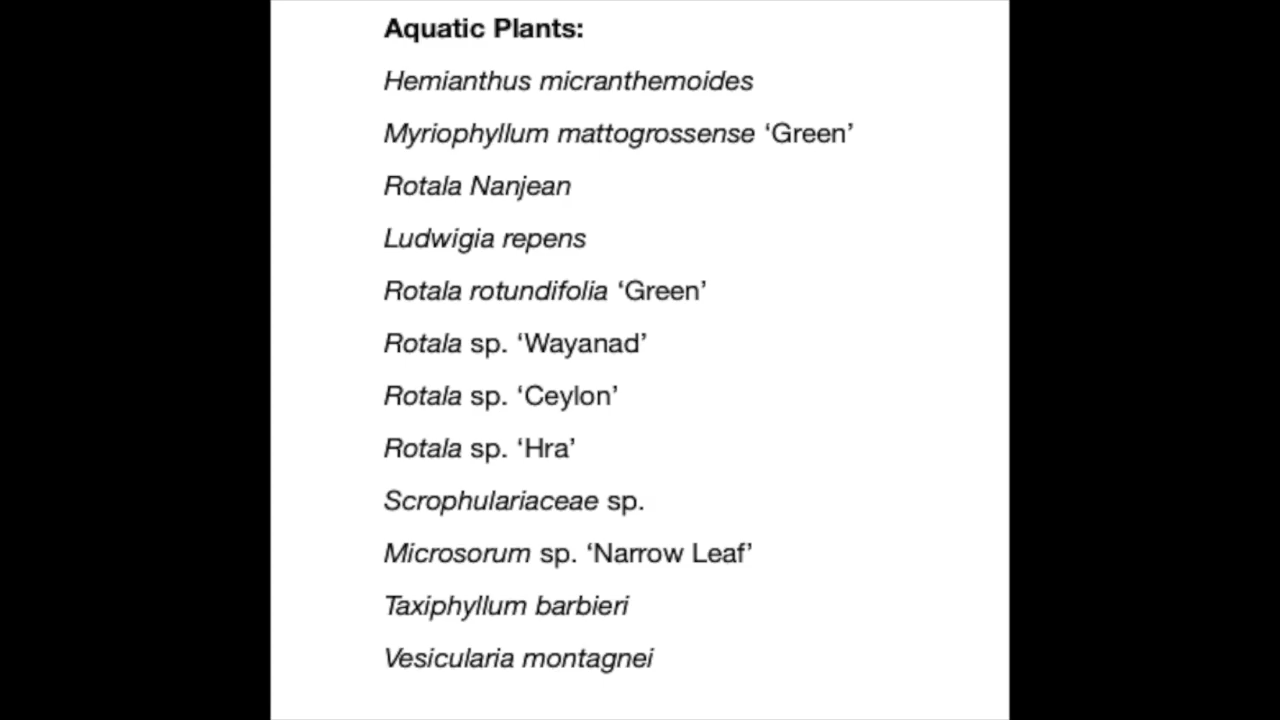 Aquatic Plants:
Hemianthus micranthemoides
Myriophyllum mattogrossense ‘Green’
Rotala Nanjean
Ludwigia repens
Rotala rotundifolia ‘Green’
Rotala sp. ‘Wayanad’
Rotala sp. ‘Ceylon’
Rotala sp. ‘Hra’
Scrophulariaceae sp.
Microsorum sp. ‘Narrow Leaf’
Taxiphyllum barbieri
Vesicularia montagnei